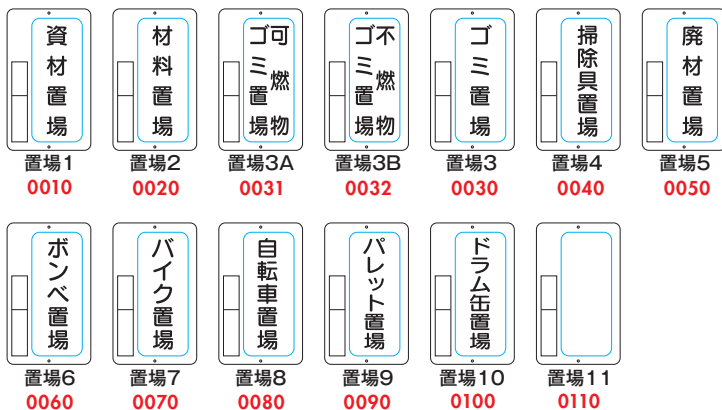 資材置場
材料置場
可燃物
ゴミ置場
不燃物
ゴミ置場
ゴミ置場
掃除具置場
廃材置場
置場1
置場2
置場3A
置場3B
置場3
置場4
置場5
0010
0020
0031
0032
0030
0040
0050
ボンベ置場
バイク置場
自転車置場
パレット置場
ドラム缶置場
置場6
置場7
置場8
置場9
置場10
置場11
0060
0070
0080
0090
0100
0110